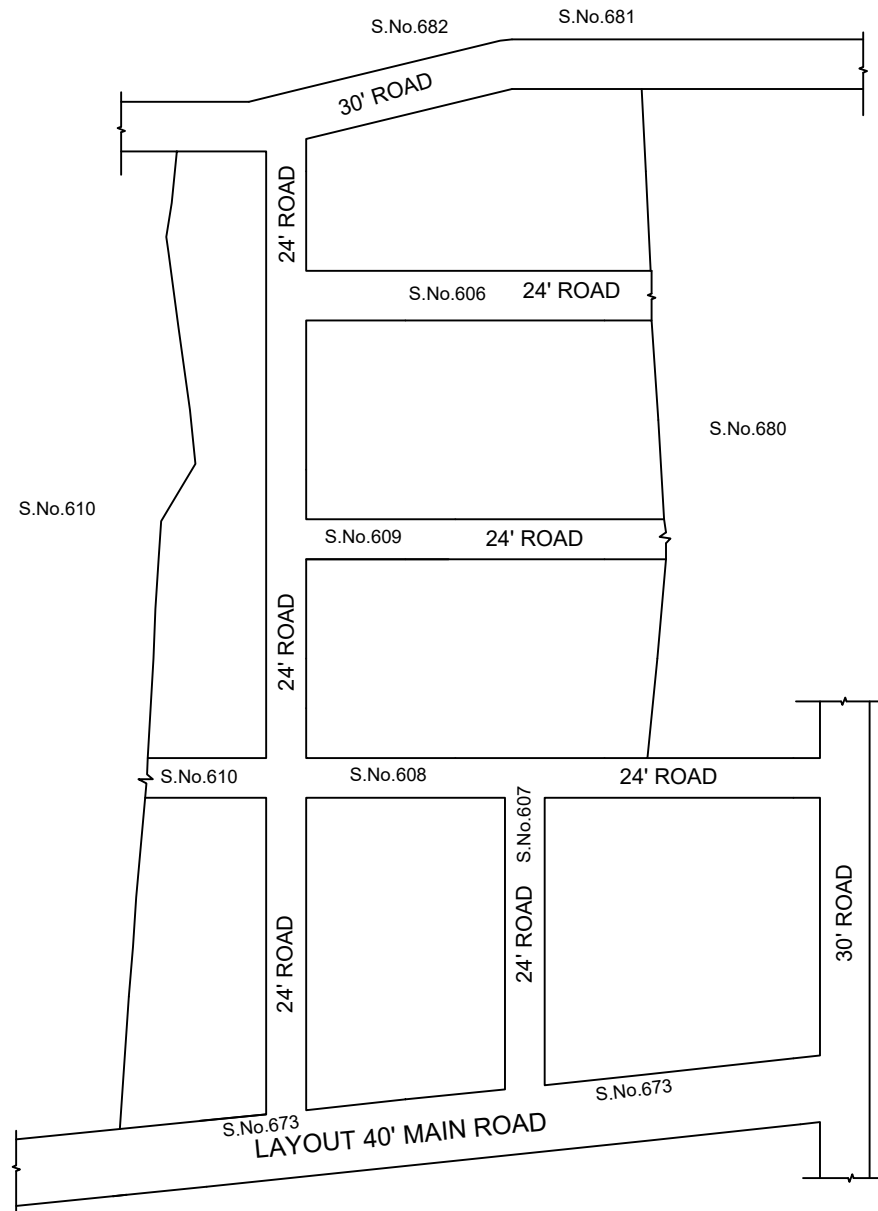 S.No.682
S.No.681
30' ROAD
24' ROAD
S.No.606
24' ROAD
S.No.680
S.No.610
S.No.609
24' ROAD
24' ROAD
S.No.610
S.No.608
24' ROAD
S.No.607
24' ROAD
24' ROAD
30' ROAD
S.No.673
S.No.673
LAYOUT 40' MAIN ROAD